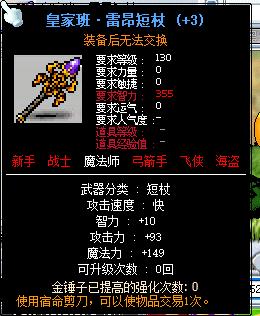 皇家班·雷昂短杖 (+3)
装备后无法交换
要求等级: 130
要求力量: 0
要求敏捷: 0
要求智力: 355
要求运气: 0
要求人气度: -
道具等级: -
道具经验值: -
新手 战士 魔法师 弓箭手 飞侠 海盗
武器分类 : 短杖
攻击速度 : 快
智力 : +10
攻击力 : +93
魔法力 : +149
可升级次数 : 0回
金锤子已提高的强化次数: 0
使用宿命剪刀，可以使物品交易1次。